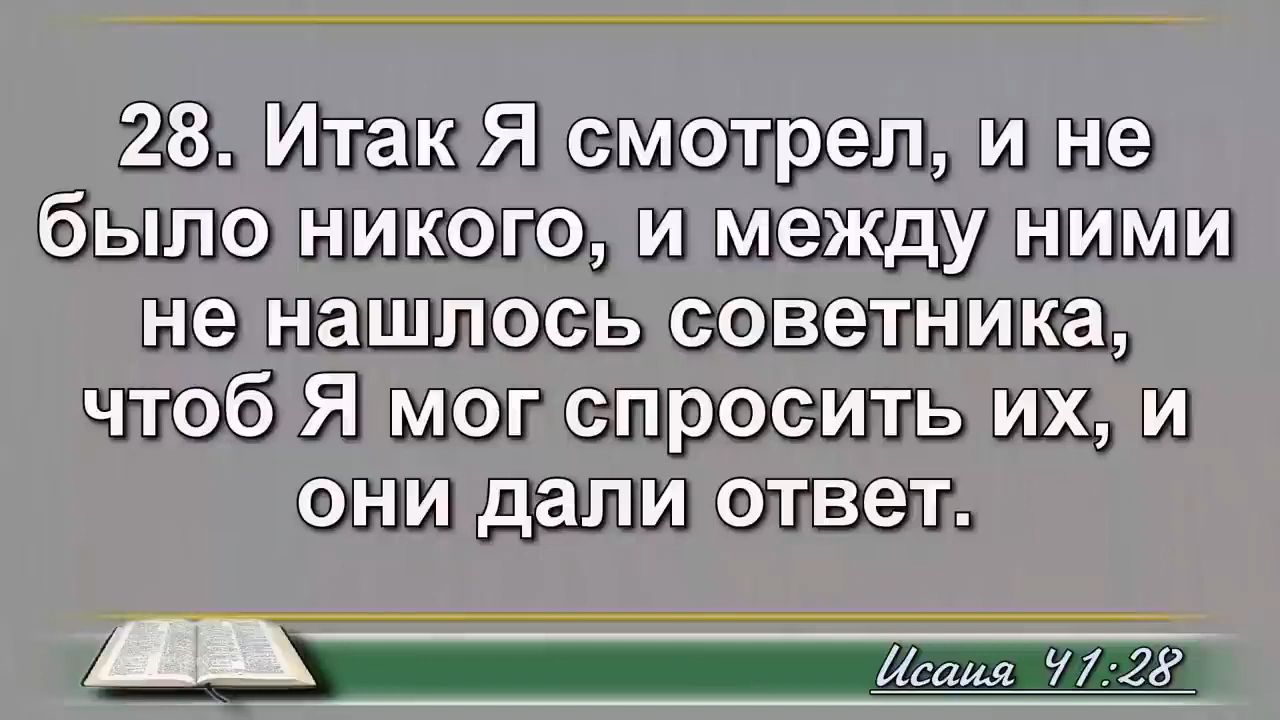 28. Итак Я смотрел, и не
было никого, и между ними
не нашлось советника,
чтоб Я мог спросить их, и
они дали ответ.
Исаия 41:28